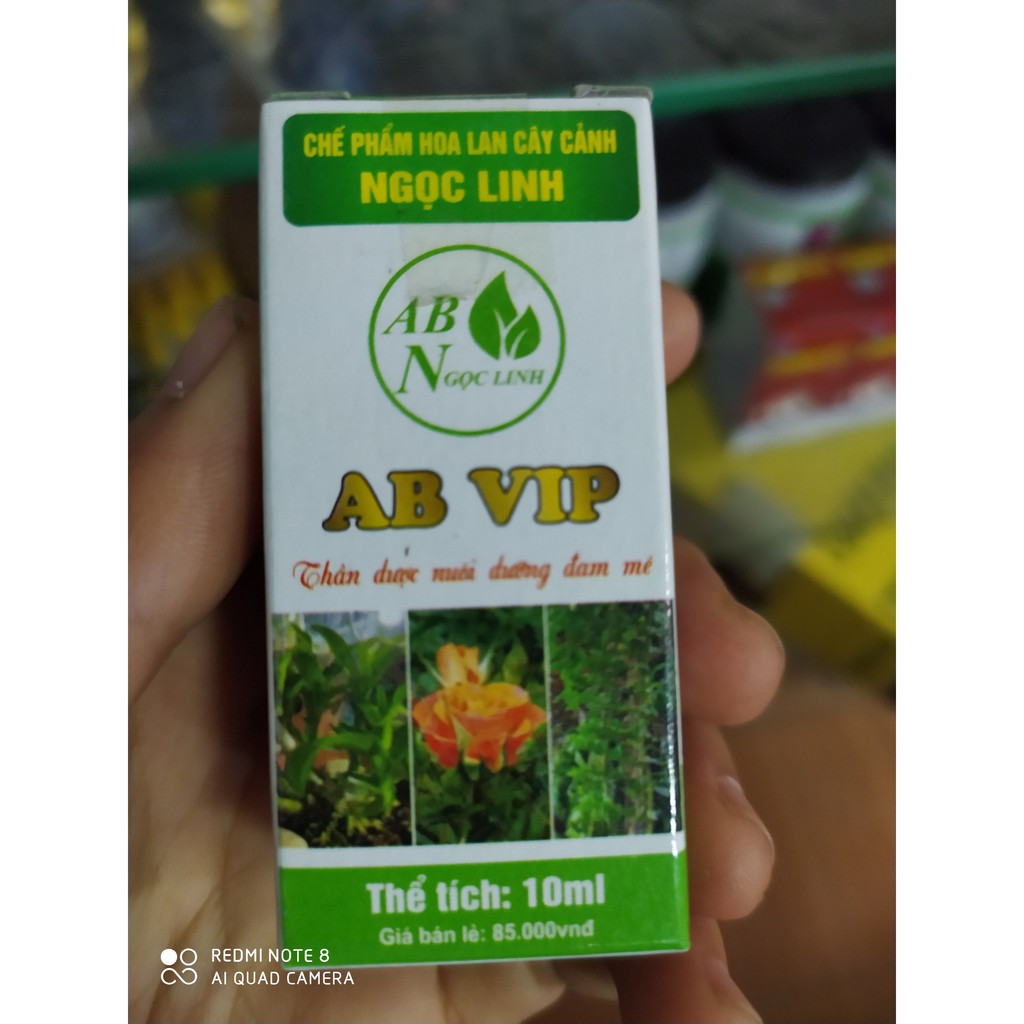 CHẾ PHẨM HOA LAN CÂY CẢNH
NGỌC LINH
AB
NGỌC LINH
AB VIP
Thần dược nuôi dưỡng đam mê
Thể tích: 10ml
Giá bán lẻ: 85.000vnđ
REDMI NOTE 8
AI QUAD CAMERA